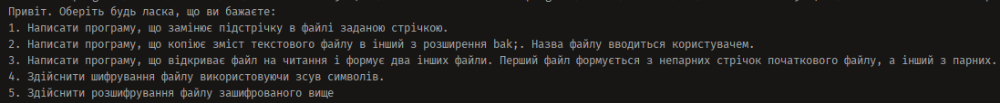 Привіт. Оберіть будь ласка, що ви бажаєте:
1. Написати програму, що замінює підстрічку в файлі заданою стрічкою.
2. Написати програму, що копіює зміст текстового файлу в інший з розширення bak;. Назва файлу вводиться користувачем.
3. Написати програму, що відкриває файл на читання і формує два інших файли. Перший файл формується з непарних стрічок початкового файлу, а інший з парних.
4. Здійснити шифрування файлу використовуючи зсув символів.
5. Здійснити розшифрування файлу зашифрованого вище